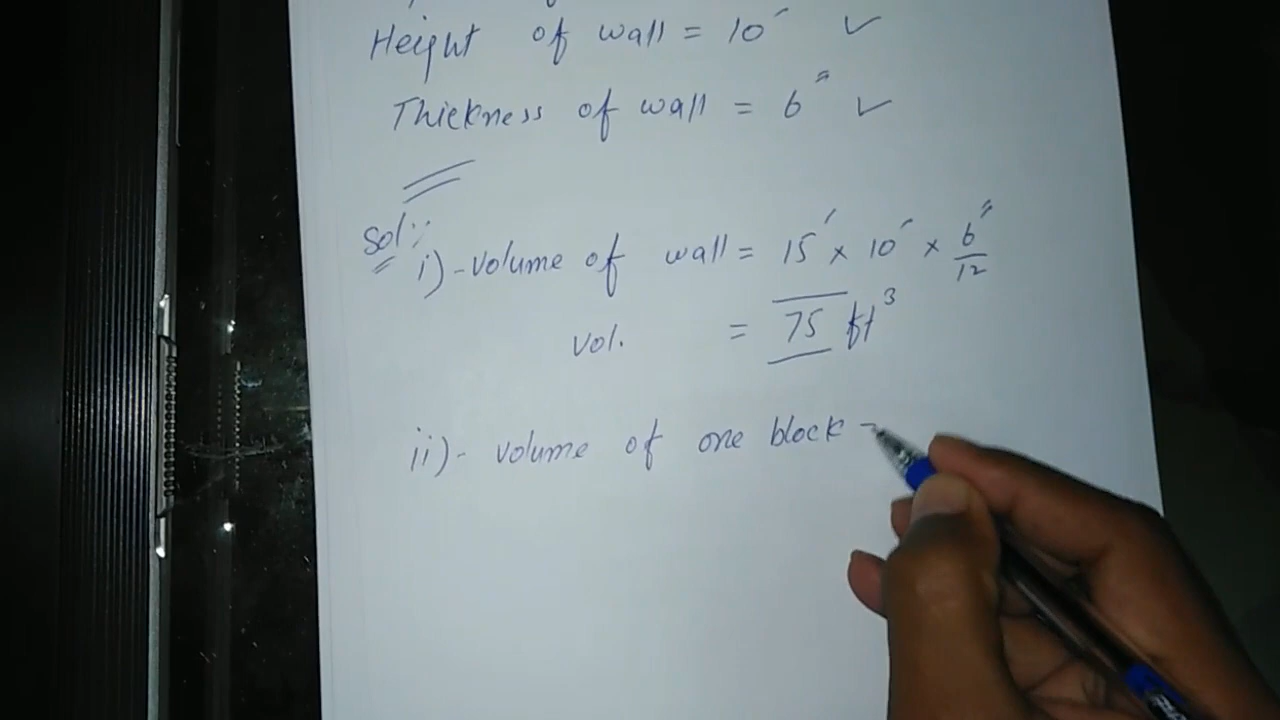 Height of wall = 10' ✓
Thickness of wall = 6" ✓
Sol:
i) - volume of wall = 15' × 10' × 6"/12
vol. = 75 ft³
ii) - volume of one block =